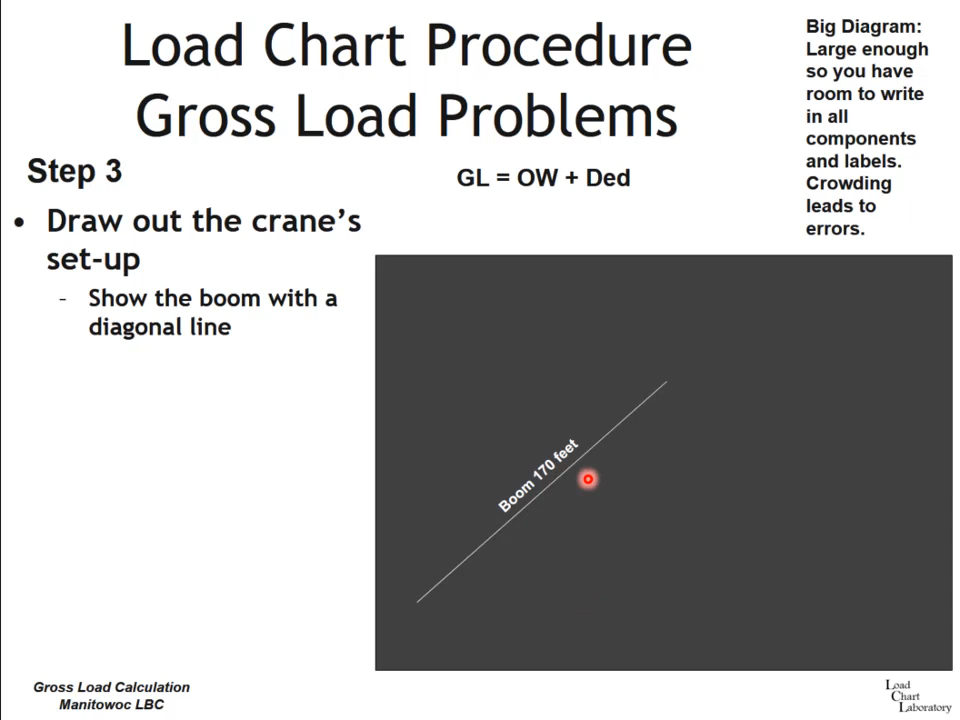 Load Chart Procedure
Gross Load Problems
Big Diagram:
Large enough
so you have
room to write
in all
components
and labels.
Crowding
leads to
errors.
Step 3
GL = OW + Ded
• Draw out the crane’s
set-up
- Show the boom with a
diagonal line
Boom 170 feet
Gross Load Calculation
Manitowoc LBC
Load
Chart
Laboratory